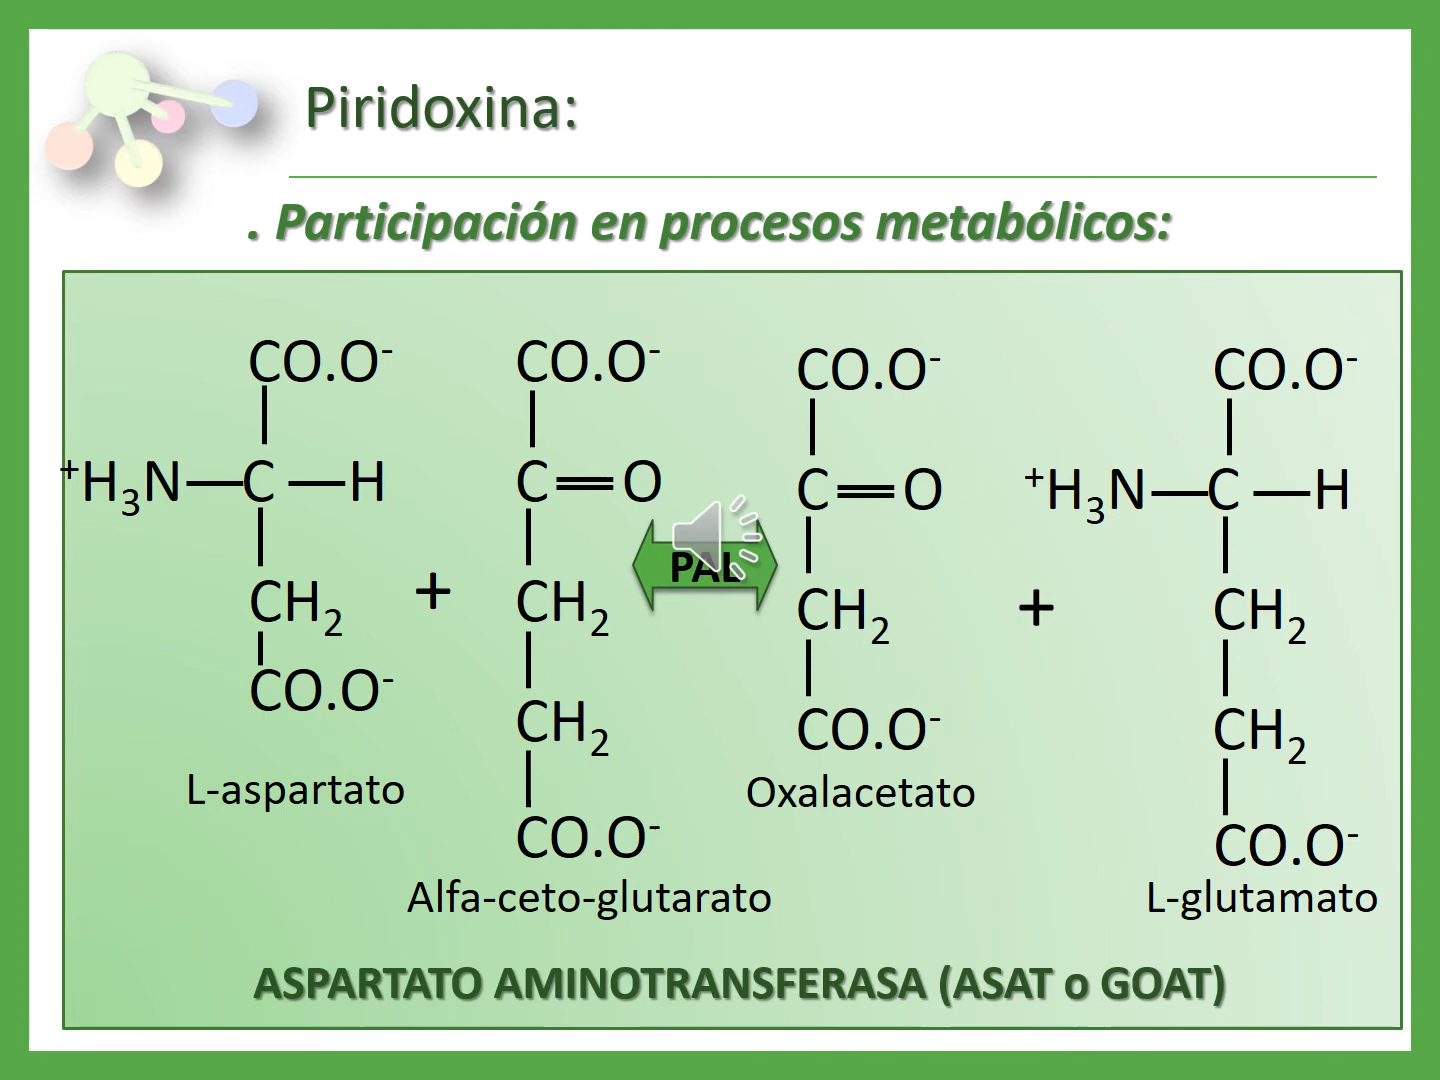 Piridoxina:
. Participación en procesos metabólicos:
CO.O⁻ CO.O⁻ CO.O⁻ CO.O⁻
⁺H₃N C H C O C O ⁺H₃N C H
PAL
CH₂ + CH₂ CH₂ + CH₂
CO.O⁻ CH₂ CO.O⁻ CH₂
L-aspartato Oxalacetato
CO.O⁻ CO.O⁻
Alfa-ceto-glutarato L-glutamato
ASPARTATO AMINOTRANSFERASA (ASAT o GOAT)